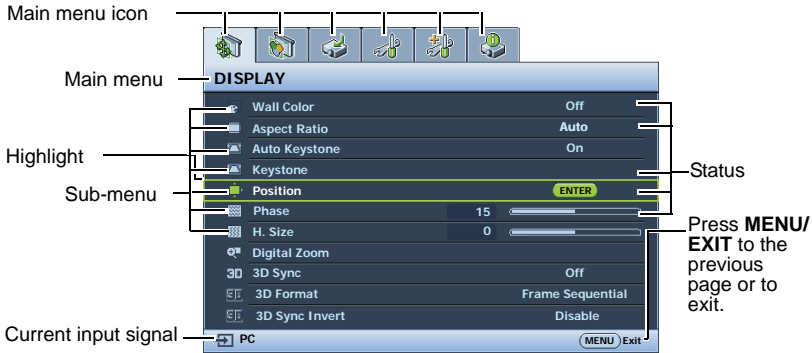 Main menu icon
Main menu
DISPLAY
Wall Color Off
Aspect Ratio Auto
Auto Keystone On
Highlight
Keystone
Status
Sub-menu
Position ENTER
Phase 15
H. Size 0
Press MENU/
EXIT to the
previous
page or to
exit.
Digital Zoom
3D 3D Sync Off
3D Format Frame Sequential
3D Sync Invert Disable
Current input signal
PC
MENU Exit